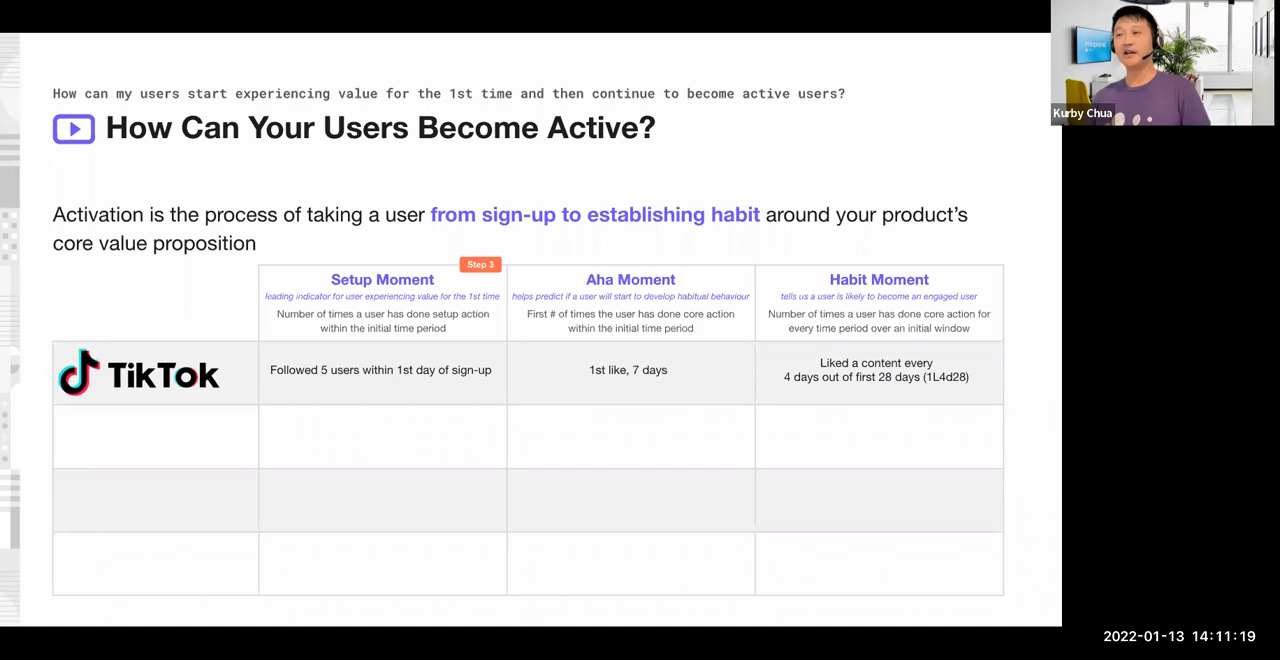 How can my users start experiencing value for the 1st time and then continue to become active users?
How Can Your Users Become Active?
Activation is the process of taking a user from sign-up to establishing habit around your product's
core value proposition
Step 3
Setup Moment
leading indicator for user experiencing value for the 1st time
Number of times a user has done setup action
within the initial time period
Aha Moment
helps predict if a user will start to develop habitual behaviour
First # of times the user has done core action
within the initial time period
Habit Moment
tells us a user is likely to become an engaged user
Number of times a user has done core action for
every time period over an initial window
TikTok
Followed 5 users within 1st day of sign-up
1st like, 7 days
Liked a content every
4 days out of first 28 days (1L4d28)
Kurby Chua
2022-01-13 14:11:19